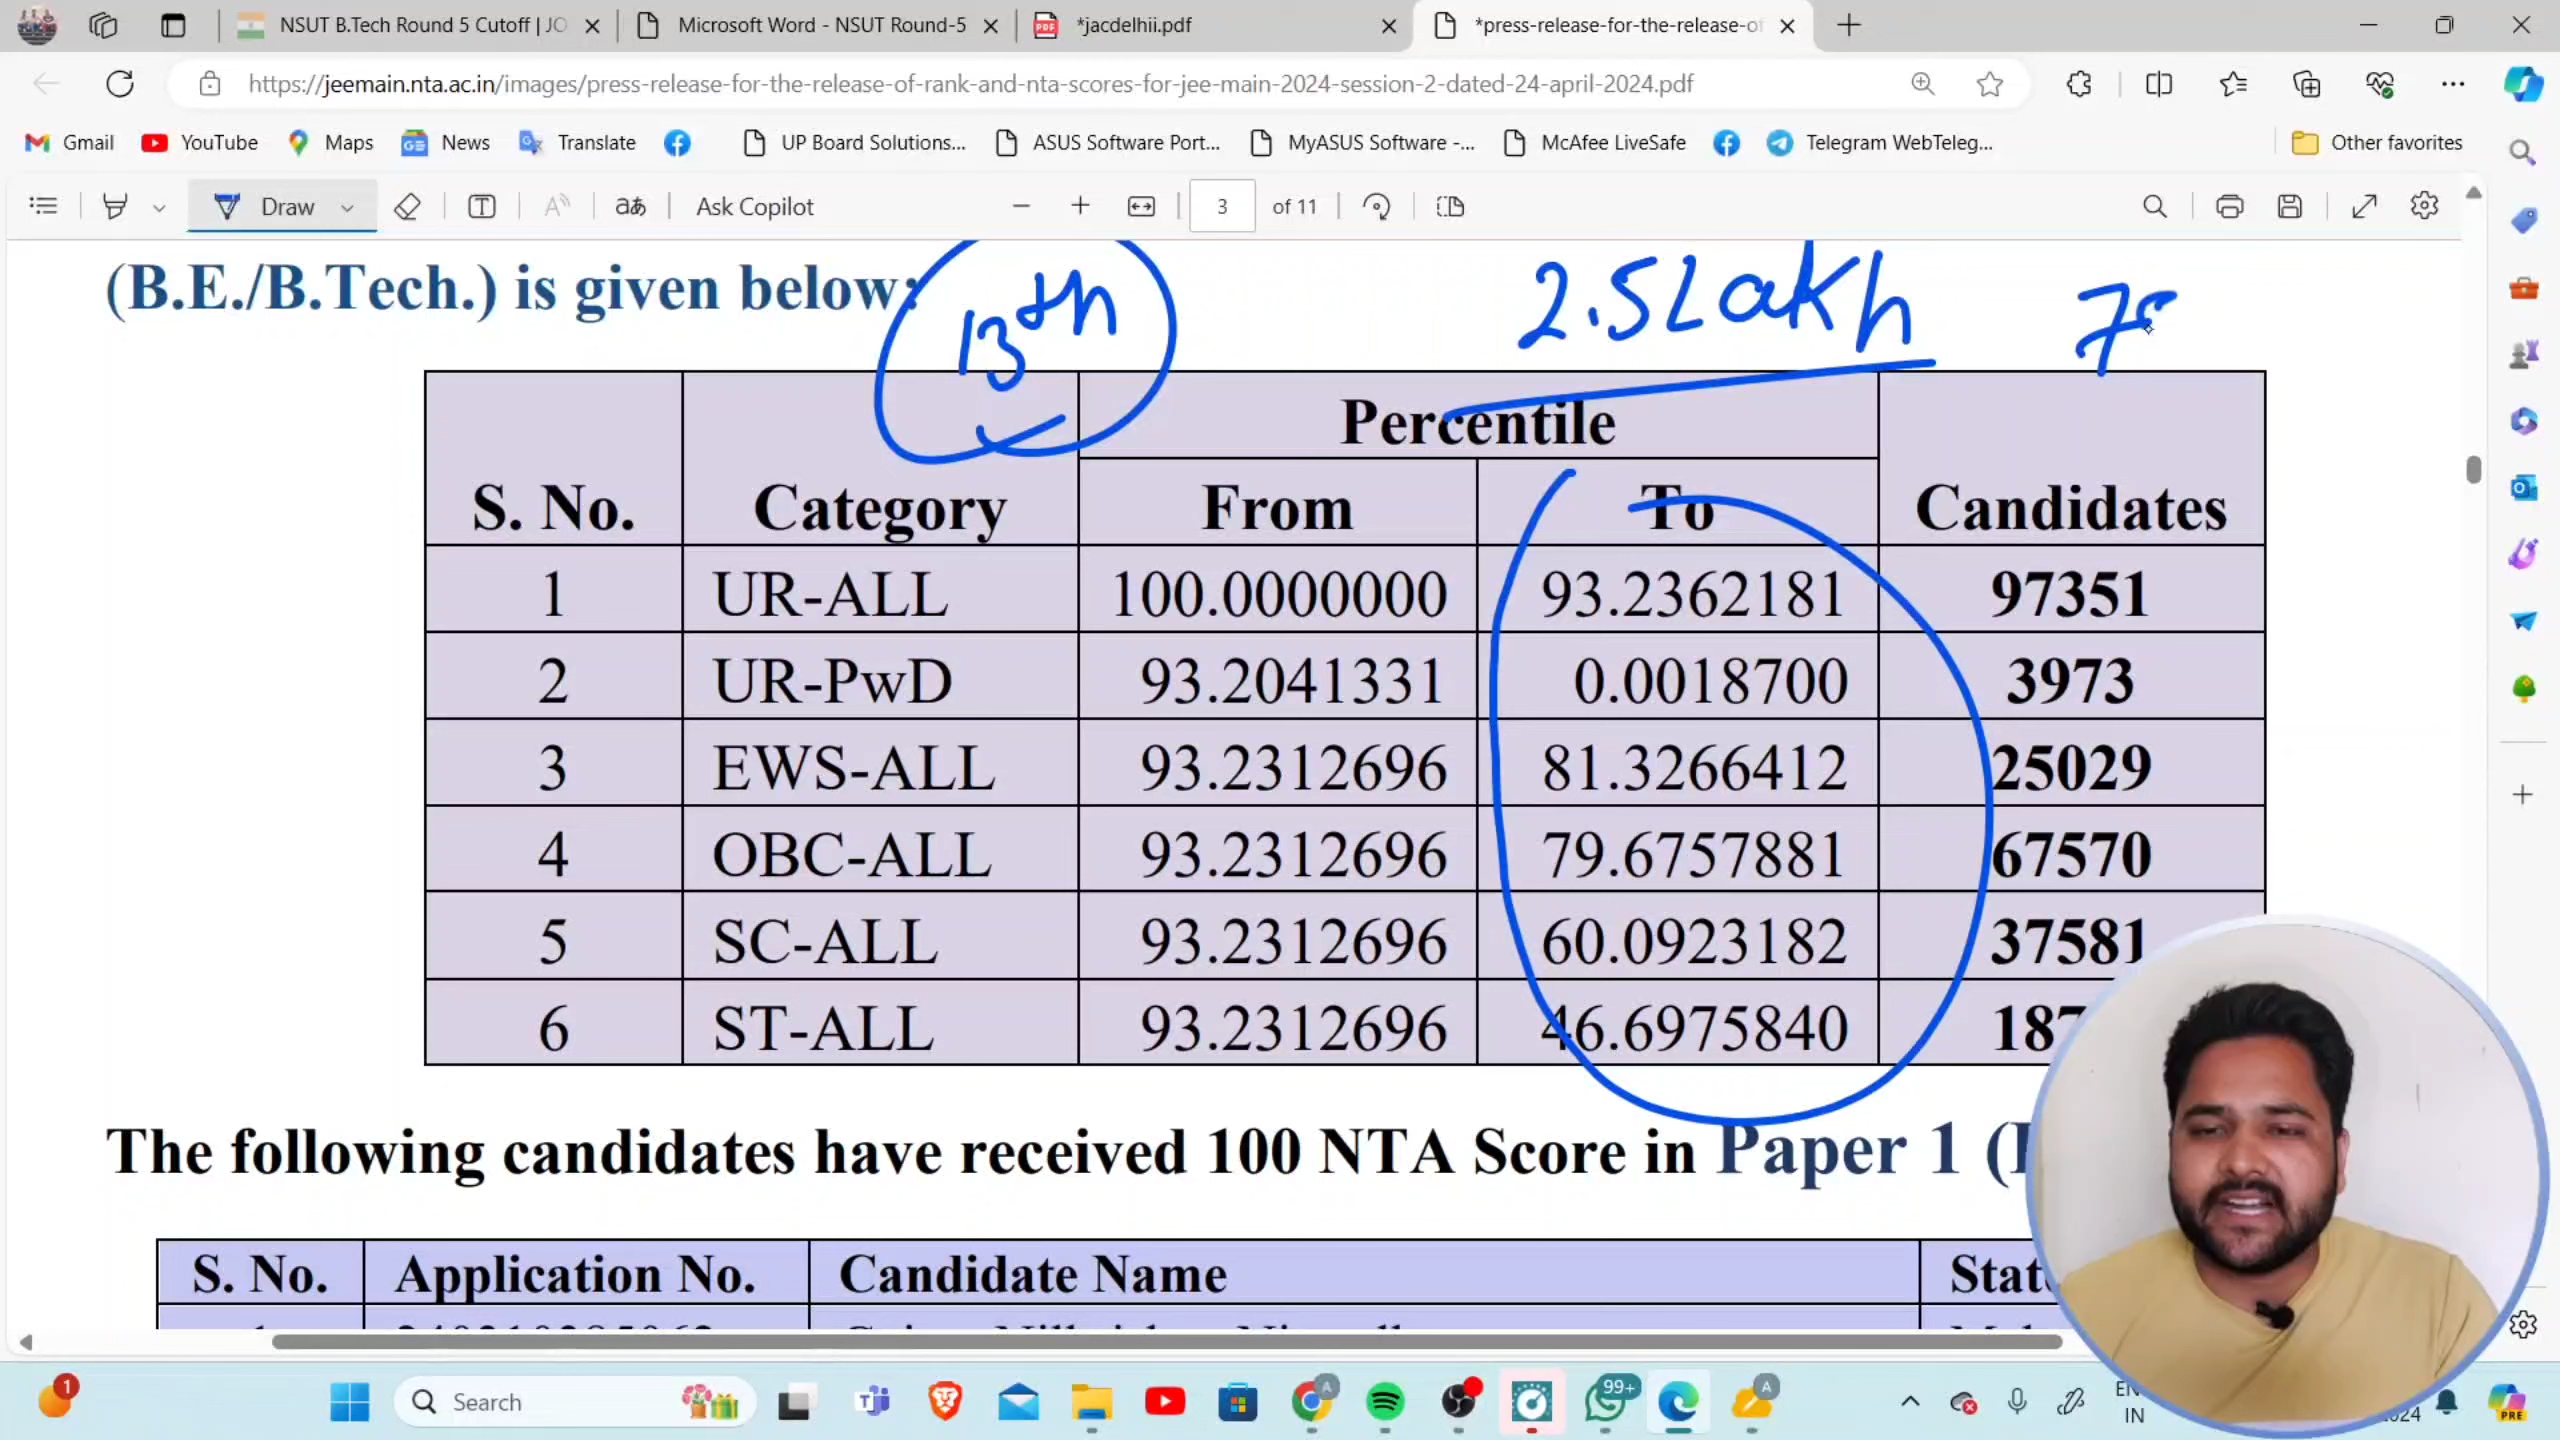 NSUT B.Tech Round 5 Cutoff | JO
Microsoft Word - NSUT Round-5
*jacdelhii.pdf
*press-release-for-the-release-of
https://jeemain.nta.ac.in/images/press-release-for-the-release-of-rank-and-nta-scores-for-jee-main-2024-session-2-dated-24-april-2024.pdf
Gmail YouTube Maps News Translate UP Board Solutions... ASUS Software Port... MyASUS Software -... McAfee LiveSafe Telegram WebTeleg... Other favorites
Draw Ask Copilot 3 of 11
(B.E./B.Tech.) is given below:
13th
2.5 Lakh
S. No. Category Percentile Candidates
From To
1 UR-ALL 100.0000000 93.2362181 97351
2 UR-PwD 93.2041331 0.0018700 3973
3 EWS-ALL 93.2312696 81.3266412 25029
4 OBC-ALL 93.2312696 79.6757881 67570
5 SC-ALL 93.2312696 60.0923182 37581
6 ST-ALL 93.2312696 46.6975840
The following candidates have received 100 NTA Score in Paper 1
S. No. Application No. Candidate Name
Search
99+
IN
PRE